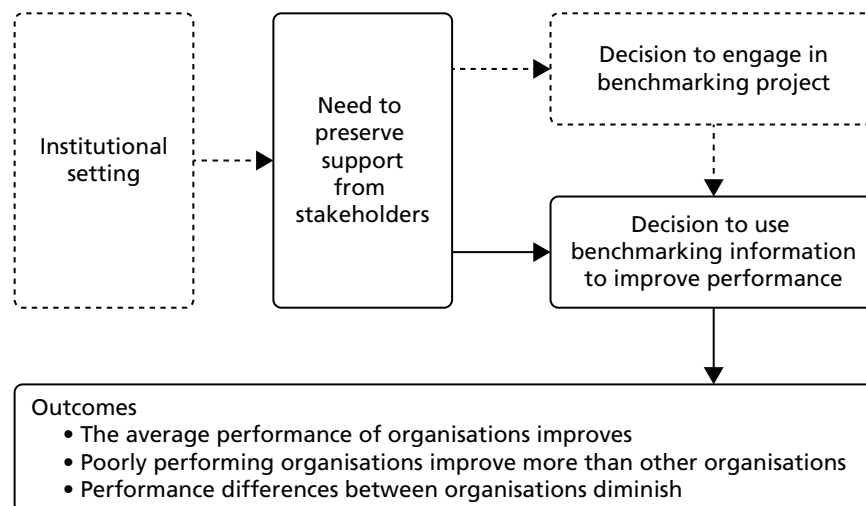 Institutional
setting
Need to
preserve
support
from
stakeholders
Decision to engage in
benchmarking project
Decision to use
benchmarking information
to improve performance
Outcomes
• The average performance of organisations improves
• Poorly performing organisations improve more than other organisations
• Performance differences between organisations diminish